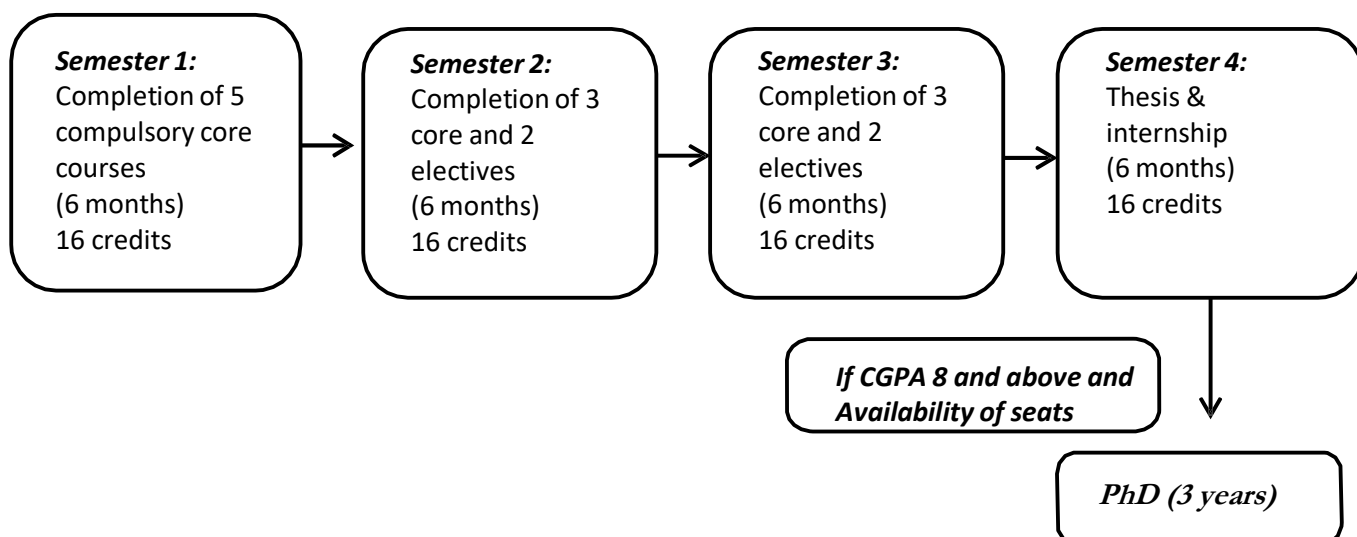 Semester 1:
Completion of 5
compulsory core
courses
(6 months)
16 credits
Semester 2:
Completion of 3
core and 2
electives
(6 months)
16 credits
Semester 3:
Completion of 3
core and 2
electives
(6 months)
16 credits
Semester 4:
Thesis &
internship
(6 months)
16 credits
If CGPA 8 and above and
Availability of seats
PhD (3 years)